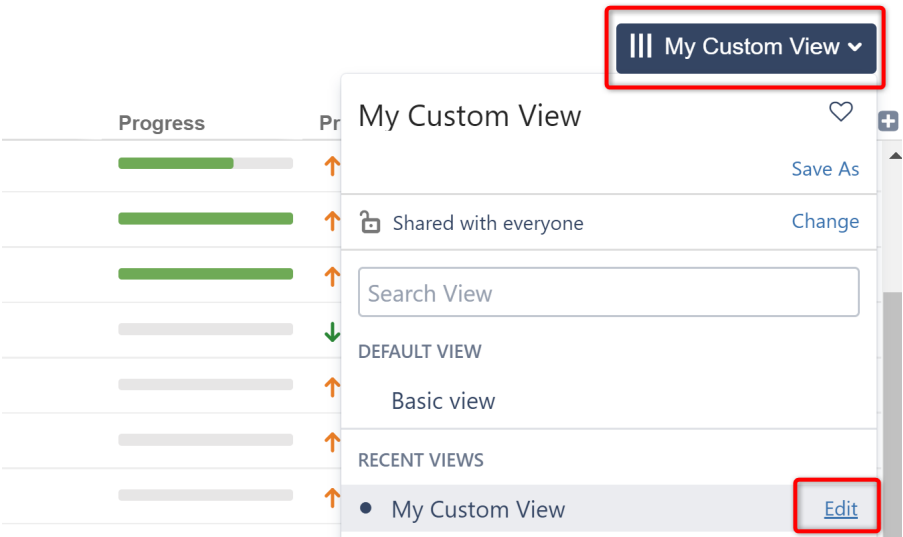 My Custom View
Progress
Pr
My Custom View
Save As
Shared with everyone
Change
Search View
DEFAULT VIEW
Basic view
RECENT VIEWS
My Custom View
Edit